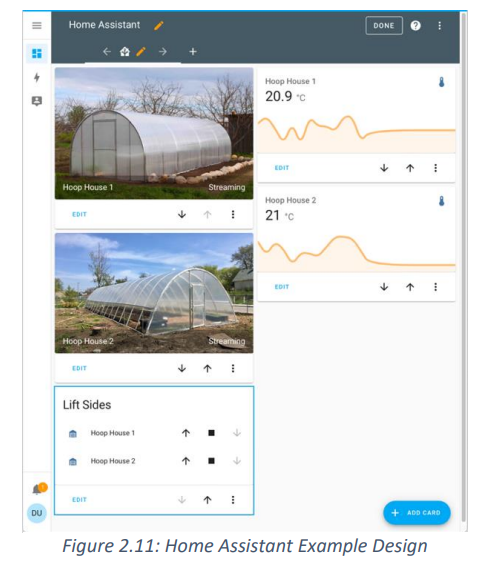 Home Assistant
DONE
Hoop House 1
Streaming
EDIT
Hoop House 2
Streaming
EDIT
Lift Sides
Hoop House 1
Hoop House 2
EDIT
Hoop House 1
20.9 °C
EDIT
Hoop House 2
21 °C
EDIT
DU
+ ADD CARD
Figure 2.11: Home Assistant Example Design